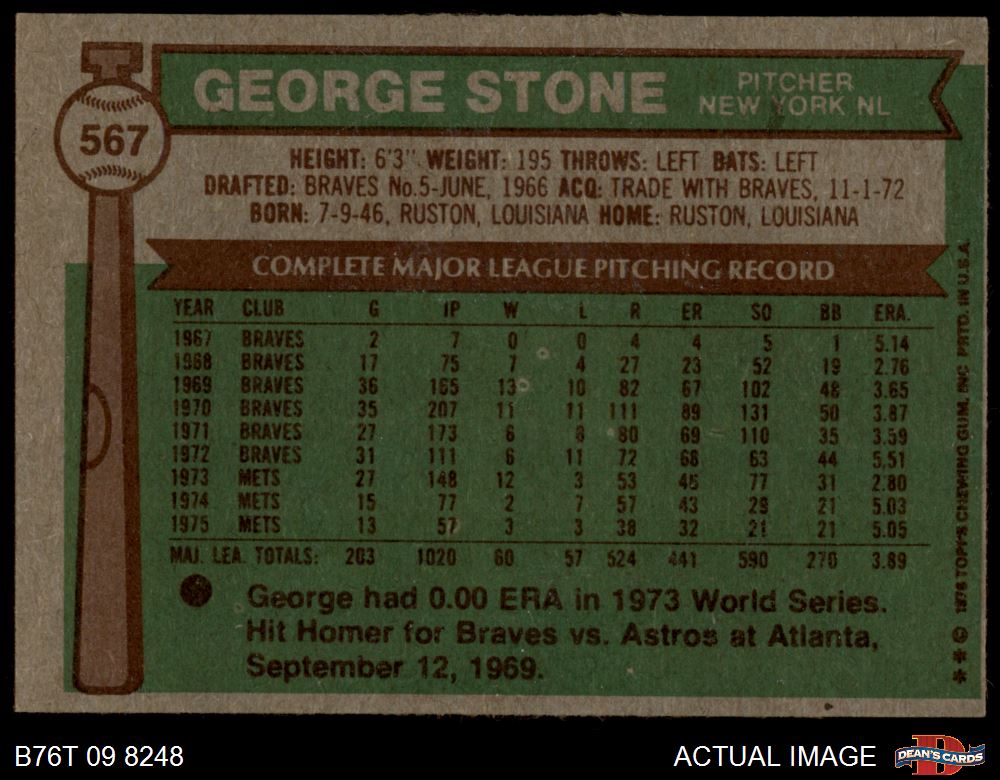 GEORGE STONE
PITCHER
NEW YORK NL
567
HEIGHT: 6'3" WEIGHT: 195 THROWS: LEFT BATS: LEFT
DRAFTED: BRAVES No.5-JUNE, 1966 ACQ: TRADE WITH BRAVES, 11-1-72
BORN: 7-9-46, RUSTON, LOUISIANA HOME: RUSTON, LOUISIANA
COMPLETE MAJOR LEAGUE PITCHING RECORD
YEAR CLUB G IP W L R ER SO BB ERA.
1967 BRAVES 2 7 0 0 4 4 5 1 5.14
1968 BRAVES 17 75 7 4 27 23 52 19 2.76
1969 BRAVES 36 165 13 10 82 67 102 48 3.65
1970 BRAVES 35 207 11 11 111 89 131 50 3.87
1971 BRAVES 27 173 6 8 80 69 110 35 3.59
1972 BRAVES 31 111 6 11 72 68 63 44 5.51
1973 METS 27 148 12 3 53 46 77 31 2.80
1974 METS 15 77 2 7 57 43 29 21 5.03
1975 METS 13 57 3 3 38 32 21 21 5.05
MAJ. LEA. TOTALS: 203 1020 60 57 524 441 590 270 3.89
George had 0.00 ERA in 1973 World Series.
Hit Homer for Braves vs. Astros at Atlanta,
September 12, 1969.
* * © 1976 TOPPS CHEWING GUM, INC. PRTD. IN U.S.A.
B76T 09 8248
ACTUAL IMAGE
D
DEAN'S CARDS